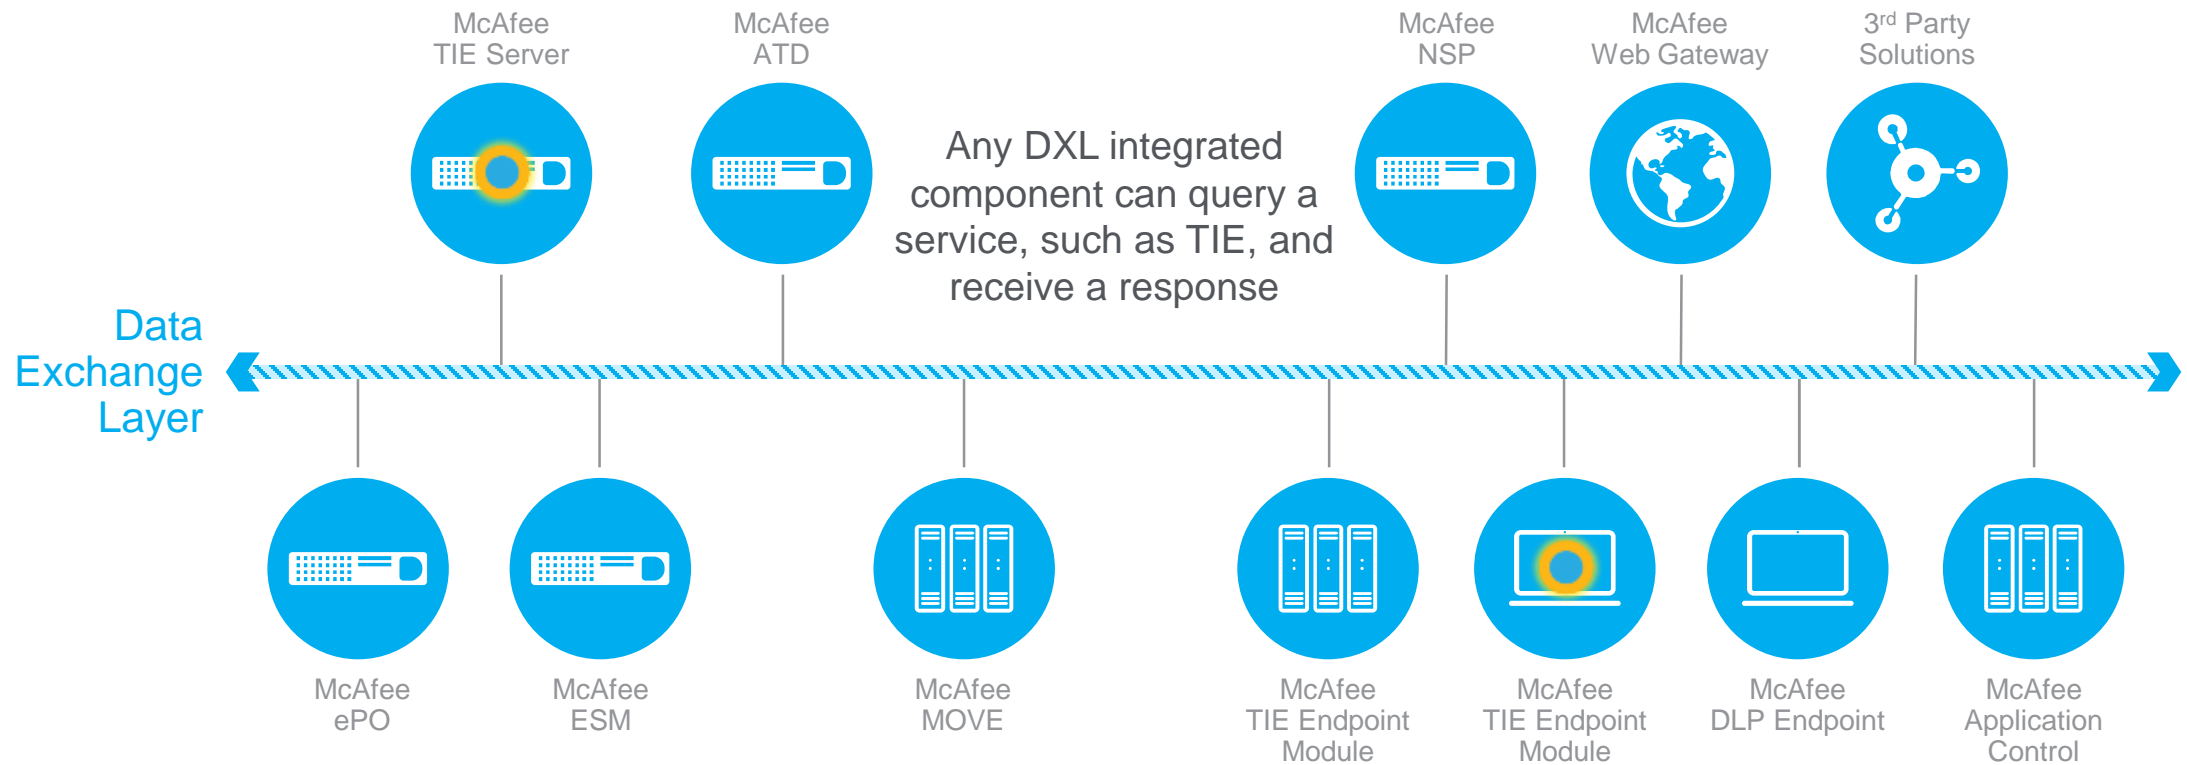 McAfee
TIE Server
McAfee
ATD
McAfee
NSP
McAfee
Web Gateway
3rd Party
Solutions
Any DXL integrated
component can query a
service, such as TIE, and
receive a response
Data
Exchange
Layer
McAfee
ePO
McAfee
ESM
McAfee
MOVE
McAfee
TIE Endpoint
Module
McAfee
TIE Endpoint
Module
McAfee
DLP Endpoint
McAfee
Application
Control